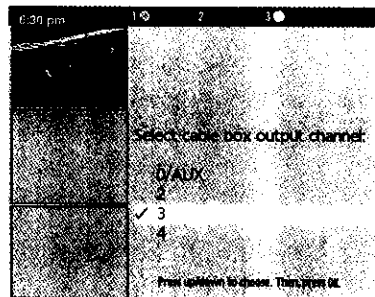 6:30 pm
1 2 3
Select cable box output channel:
0/AUX
2
✓ 3
4
Press up/down to choose. Then, press OK.